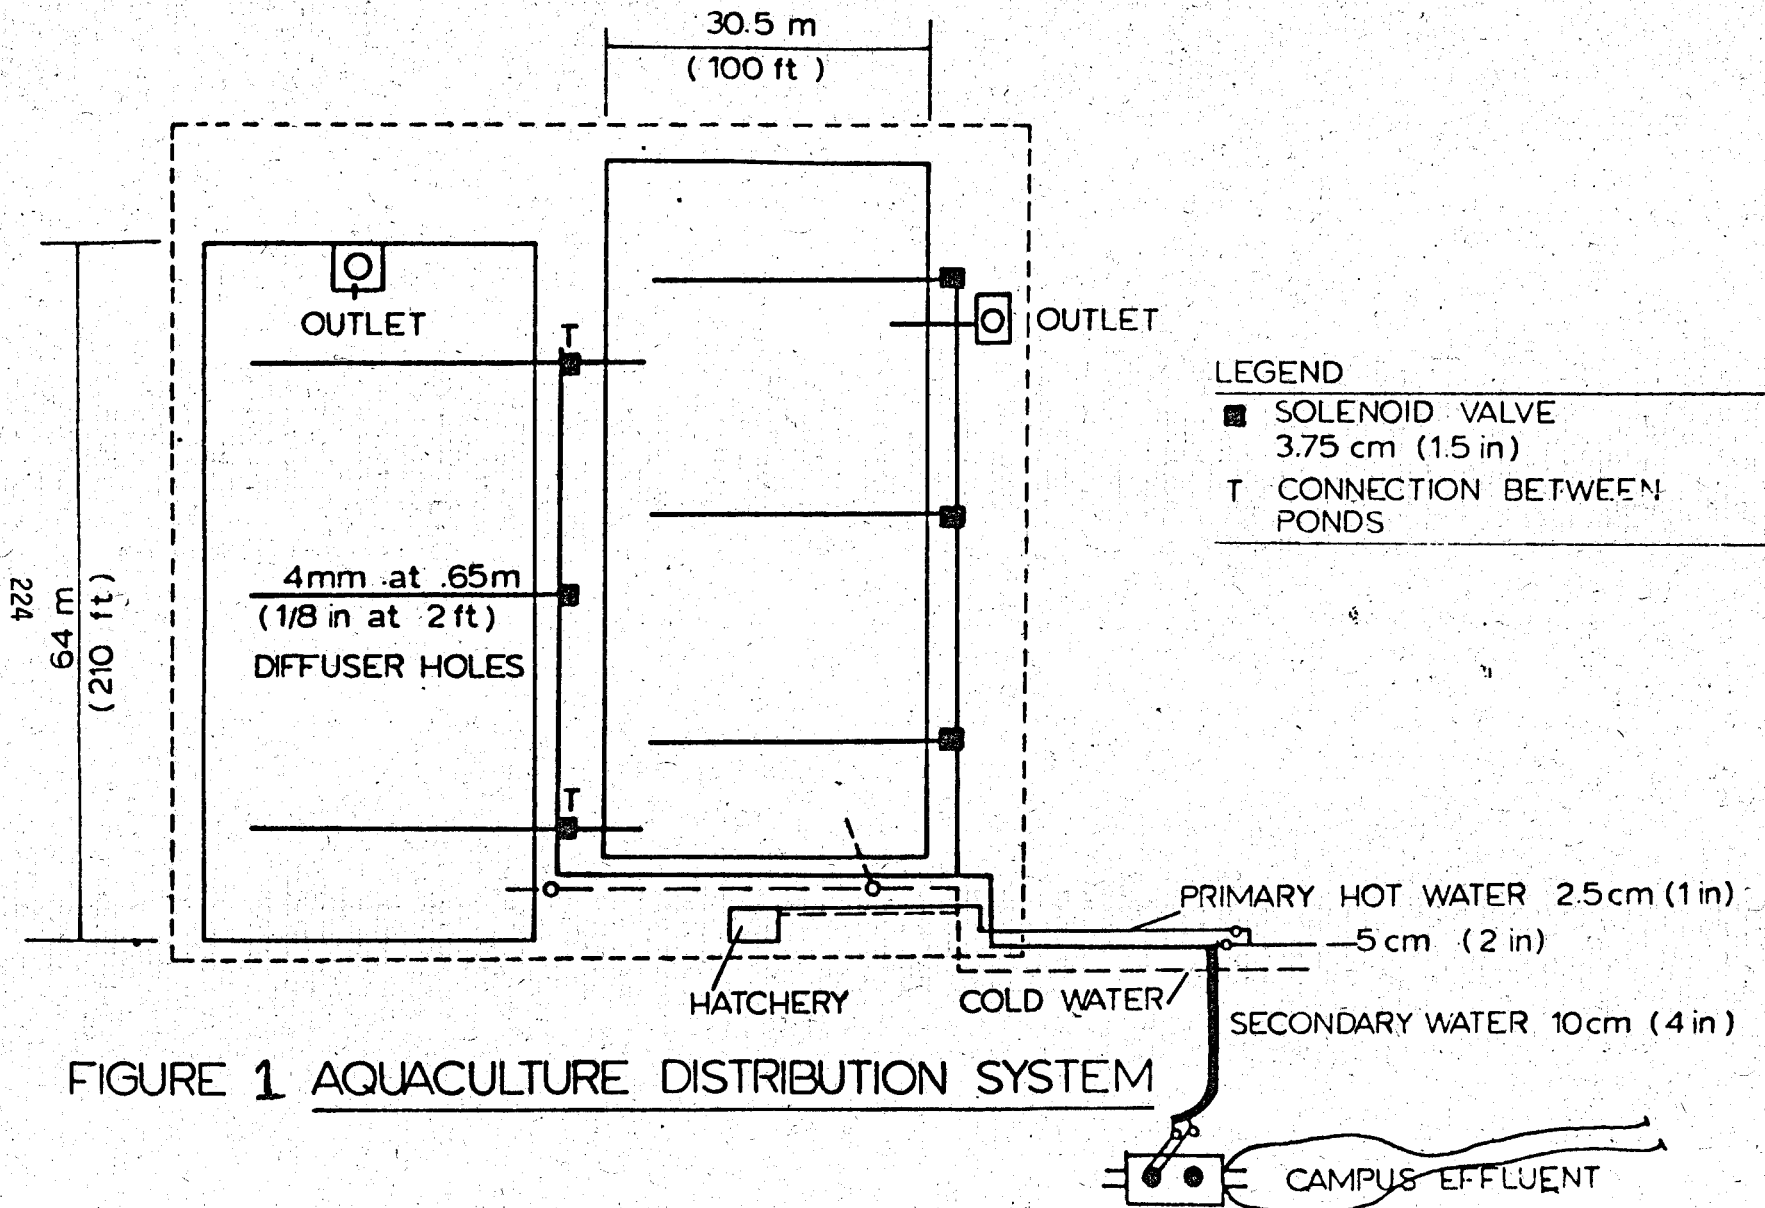 30.5 m
(100 ft)
OUTLET
T
OUTLET
LEGEND
SOLENOID VALVE
3.75 cm (1.5 in)
T CONNECTION BETWEEN
PONDS
4mm at .65m
(1/8 in at 2 ft)
DIFFUSER HOLES
64 m
(210 ft)
224
T
PRIMARY HOT WATER 2.5cm (1 in)
5 cm (2 in)
HATCHERY
COLD WATER
SECONDARY WATER 10cm (4 in)
FIGURE 1 AQUACULTURE DISTRIBUTION SYSTEM
CAMPUS EFFLUENT